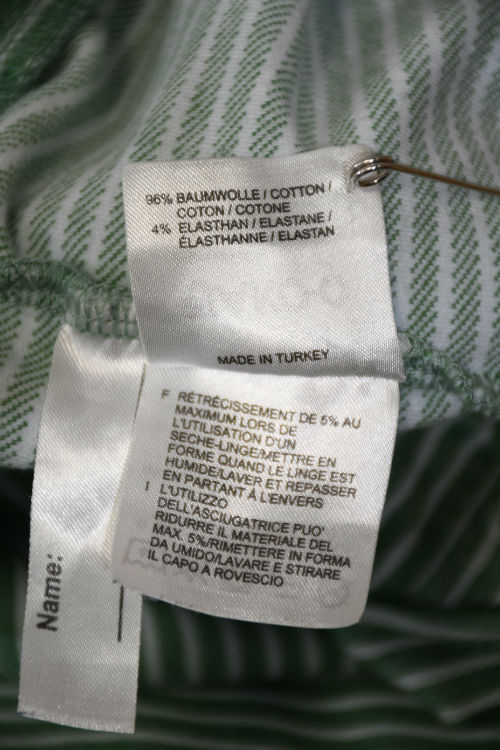 96% BAUMWOLLE / COTTON /
COTON / COTONE
4% ELASTHAN / ELASTANE /
ÉLASTHANNE / ELASTAN
MADE IN TURKEY
F RÉTRÉCISSEMENT DE 5% AU
MAXIMUM LORS DE
L'UTILISATION D'UN
SECHE-LINGE/METTRE EN
FORME QUAND LE LINGE EST
HUMIDE/LAVER ET REPASSER
EN PARTANT À L'ENVERS
I L'UTILIZZO
DELL'ASCIUGATRICE PUO'
RIDURRE IL MATERIALE DEL
MAX. 5%/RIMETTERE IN FORMA
DA UMIDO/LAVARE E STIRARE
IL CAPO A ROVESCIO
Name: